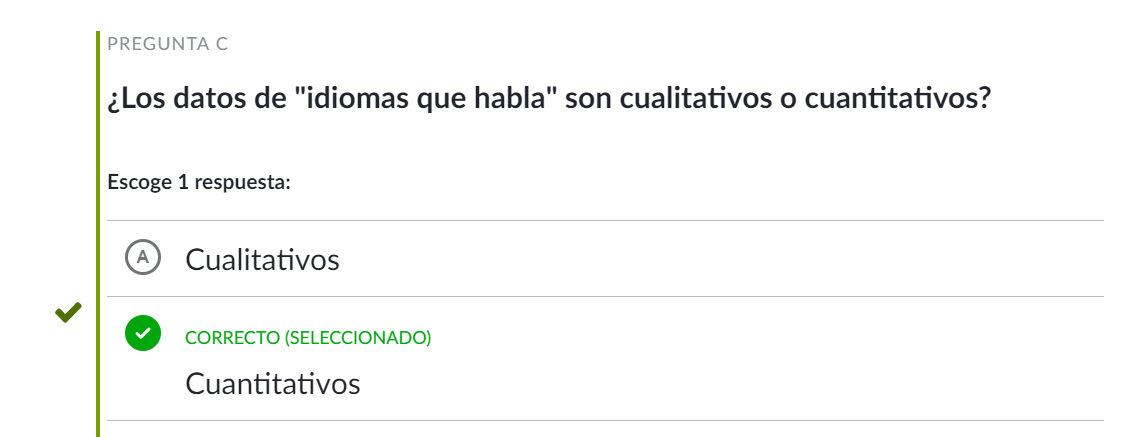 PREGUNTA C
¿Los datos de "idiomas que habla" son cualitativos o cuantitativos?
Escoge 1 respuesta:
A
Cualitativos
CORRECTO (SELECCIONADO)
Cuantitativos